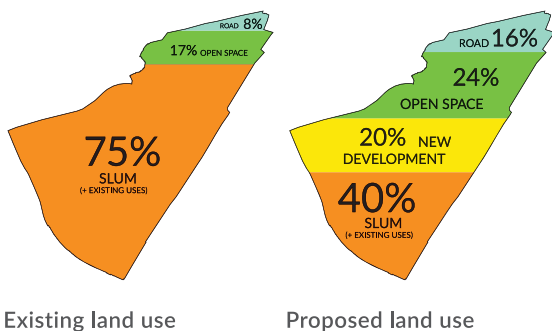 ROAD 8%
17% OPEN SPACE
75%
SLUM
(+ EXISTING USES)
Existing land use
ROAD 16%
24%
OPEN SPACE
20% NEW
DEVELOPMENT
40%
SLUM
(+ EXISTING USES)
Proposed land use